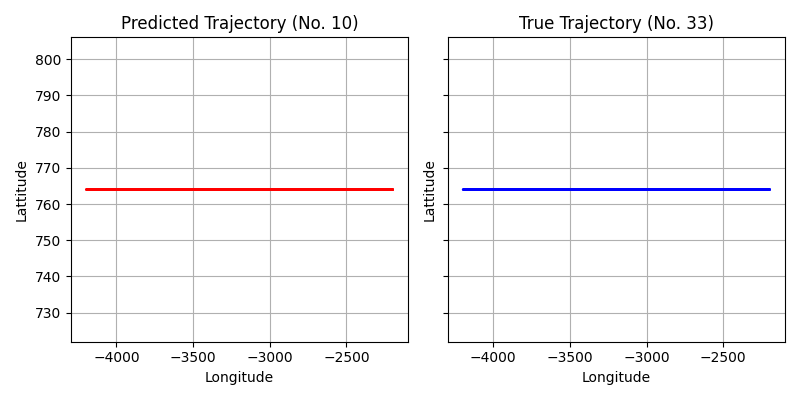 Predicted Trajectory (No. 10)
True Trajectory (No. 33)
800
790
780
770
760
750
740
730
Lattitude
Lattitude
−4000
−3500
−3000
−2500
−4000
−3500
−3000
−2500
Longitude
Longitude